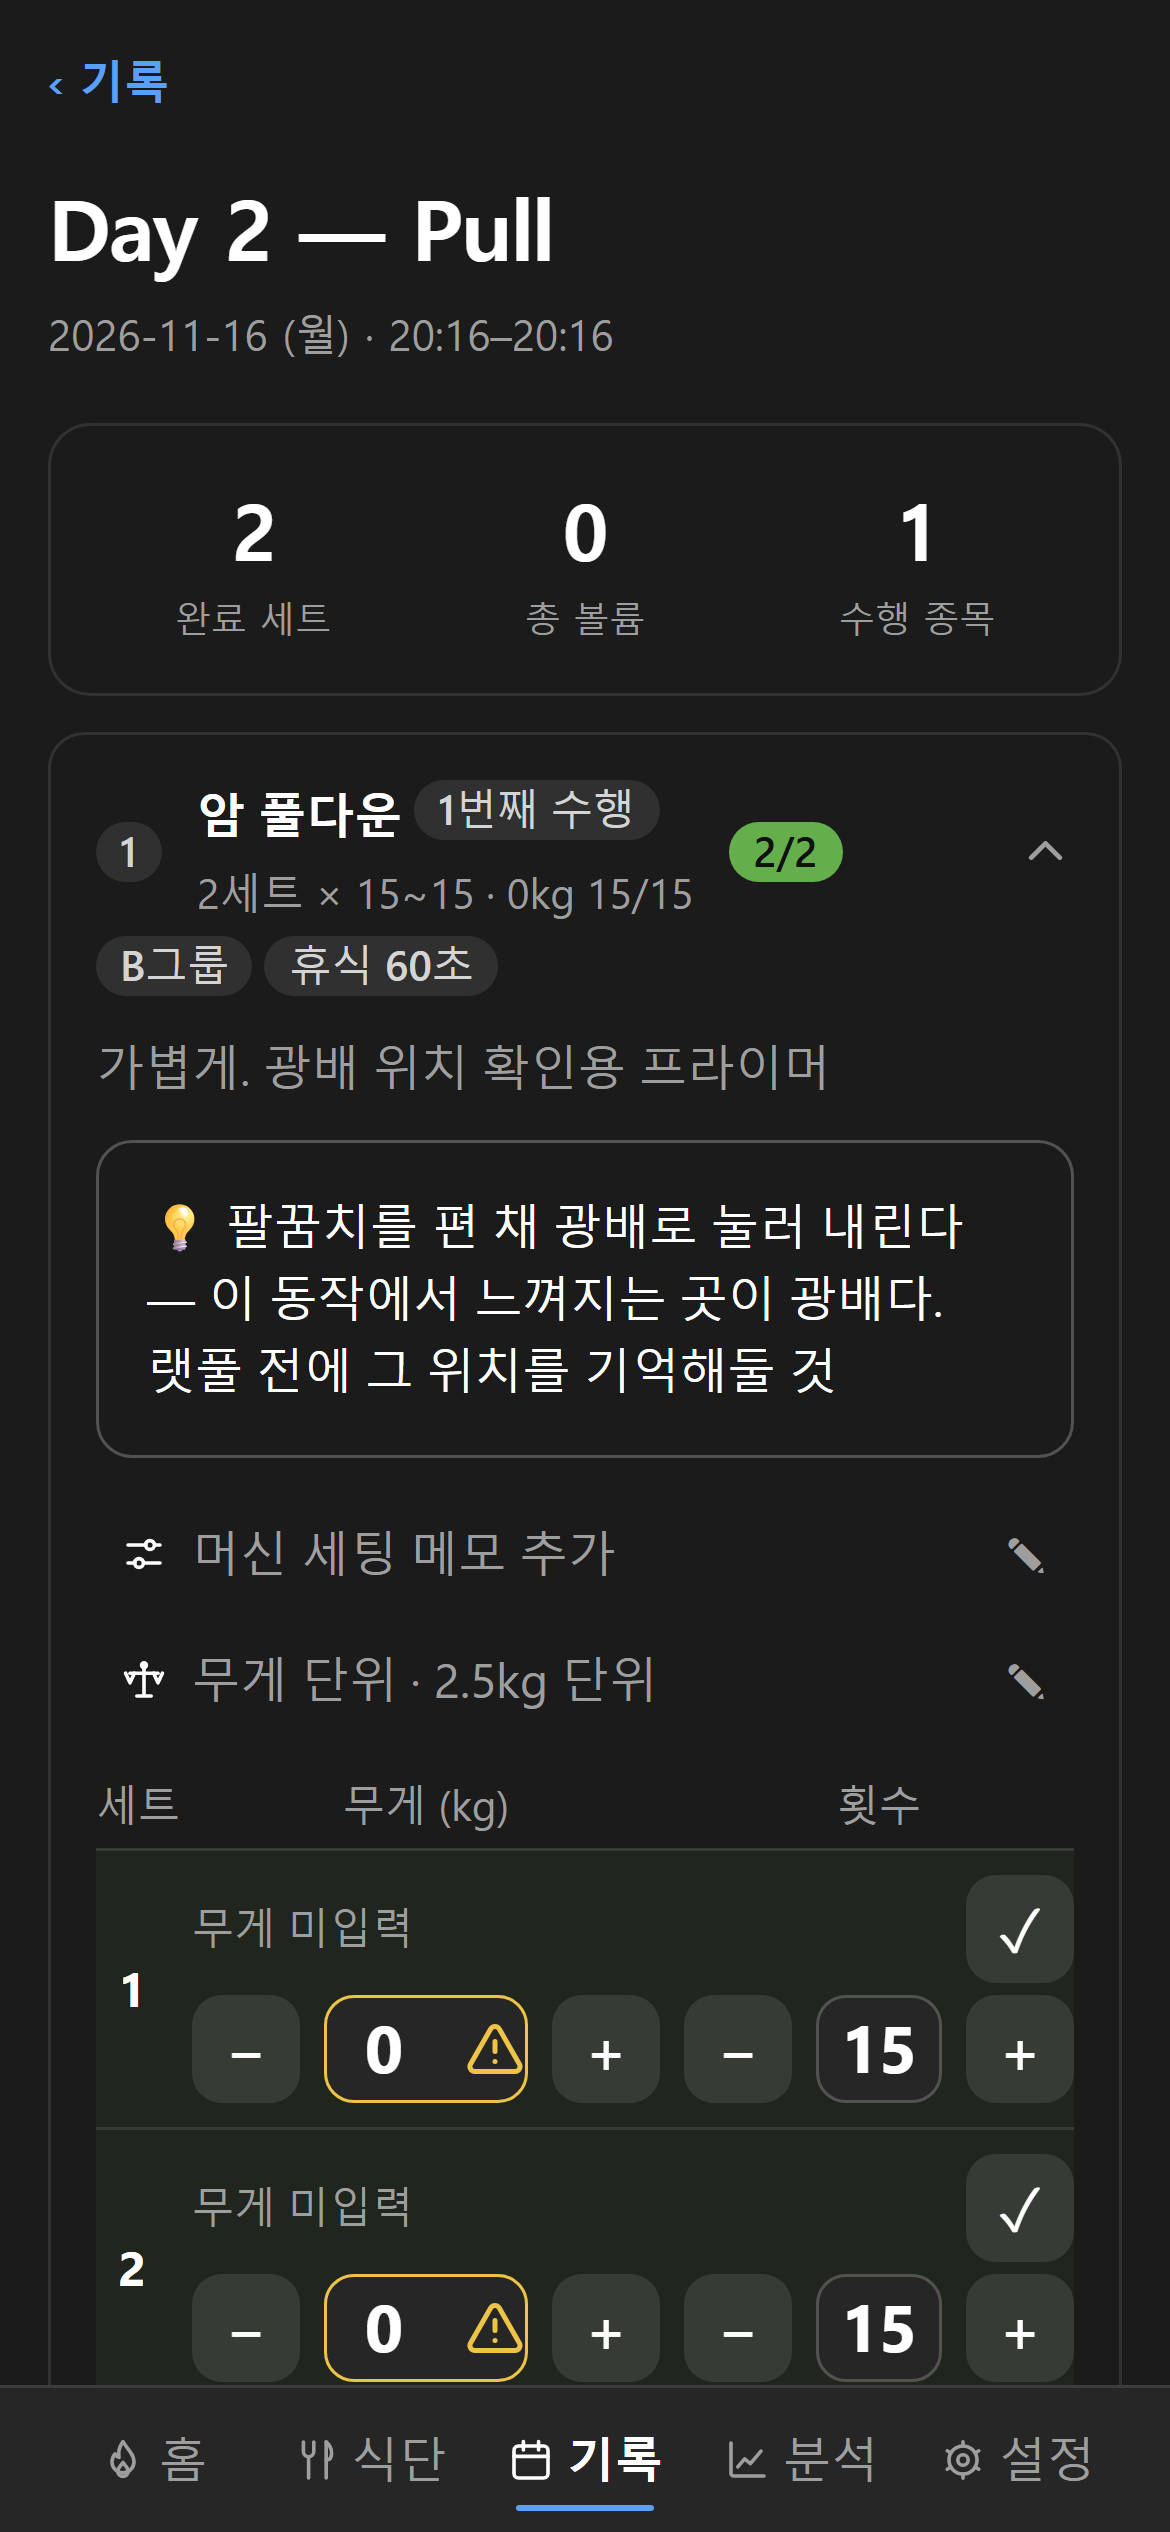 ‹ 기록
Day 2 — Pull
2026-11-16 (월) · 20:16–20:16
2 0 1
완료 세트 총 볼륨 수행 종목
1 암 풀다운 1번째 수행 2/2
2세트 × 15~15 · 0kg 15/15
B그룹 휴식 60초
가볍게. 광배 위치 확인용 프라이머
💡 팔꿈치를 편 채 광배로 눌러 내린다
— 이 동작에서 느껴지는 곳이 광배다.
랫풀 전에 그 위치를 기억해둘 것
머신 세팅 메모 추가
무게 단위 · 2.5kg 단위
세트 무게 (kg) 횟수
무게 미입력 ✓
1 − 0 + − 15 +
무게 미입력 ✓
2 − 0 + − 15 +
홈 식단 기록 분석 설정